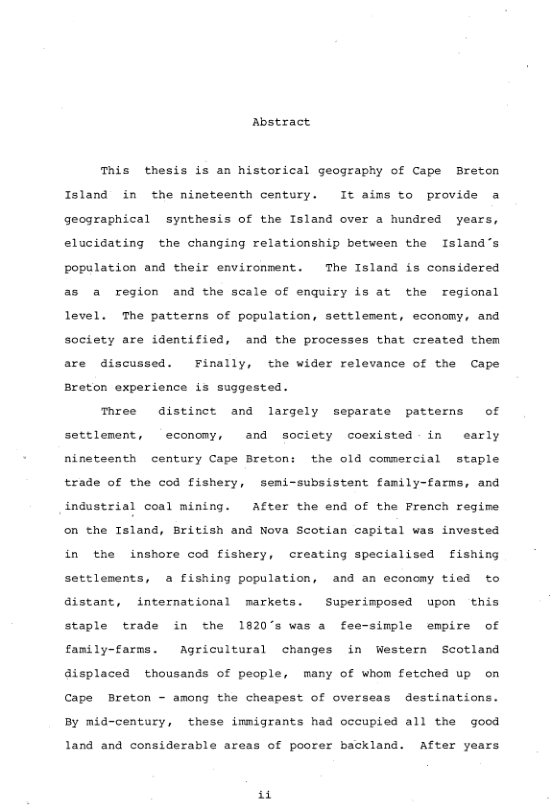 Abstract
This thesis is an historical geography of Cape Breton
Island in the nineteenth century. It aims to provide a
geographical synthesis of the Island over a hundred years,
elucidating the changing relationship between the Island´s
population and their environment. The Island is considered
as a region and the scale of enquiry is at the regional
level. The patterns of population, settlement, economy, and
society are identified, and the processes that created them
are discussed. Finally, the wider relevance of the Cape
Breton experience is suggested.
Three distinct and largely separate patterns of
settlement, economy, and society coexisted in early
nineteenth century Cape Breton: the old commercial staple
trade of the cod fishery, semi-subsistent family-farms, and
industrial coal mining. After the end of the French regime
on the Island, British and Nova Scotian capital was invested
in the inshore cod fishery, creating specialised fishing
settlements, a fishing population, and an economy tied to
distant, international markets. Superimposed upon this
staple trade in the 1820´s was a fee-simple empire of
family-farms. Agricultural changes in Western Scotland
displaced thousands of people, many of whom fetched up on
Cape Breton - among the cheapest of overseas destinations.
By mid-century, these immigrants had occupied all the good
land and considerable areas of poorer backland. After years
ii